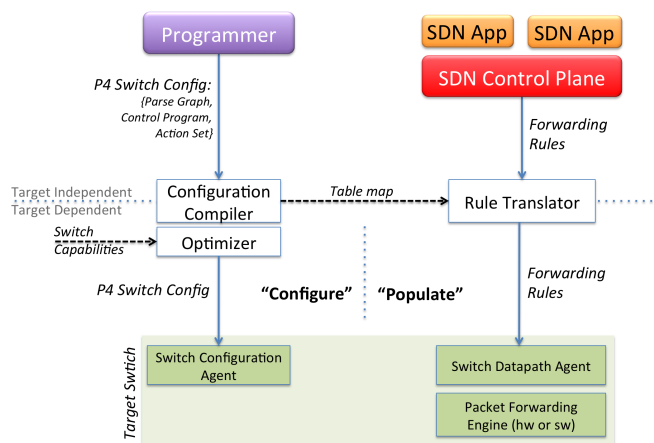 Programmer
SDN App
SDN App
SDN Control Plane
P4 Switch Config:
{Parse Graph,
Control Program,
Action Set}
Forwarding
Rules
Target Independent
Target Dependent
Configuration
Compiler
Table map
Rule Translator
Switch
Capabilities
Optimizer
P4 Switch Config
“Configure”
“Populate”
Forwarding
Rules
Target Swtich
Switch Configuration
Agent
Switch Datapath Agent
Packet Forwarding
Engine (hw or sw)